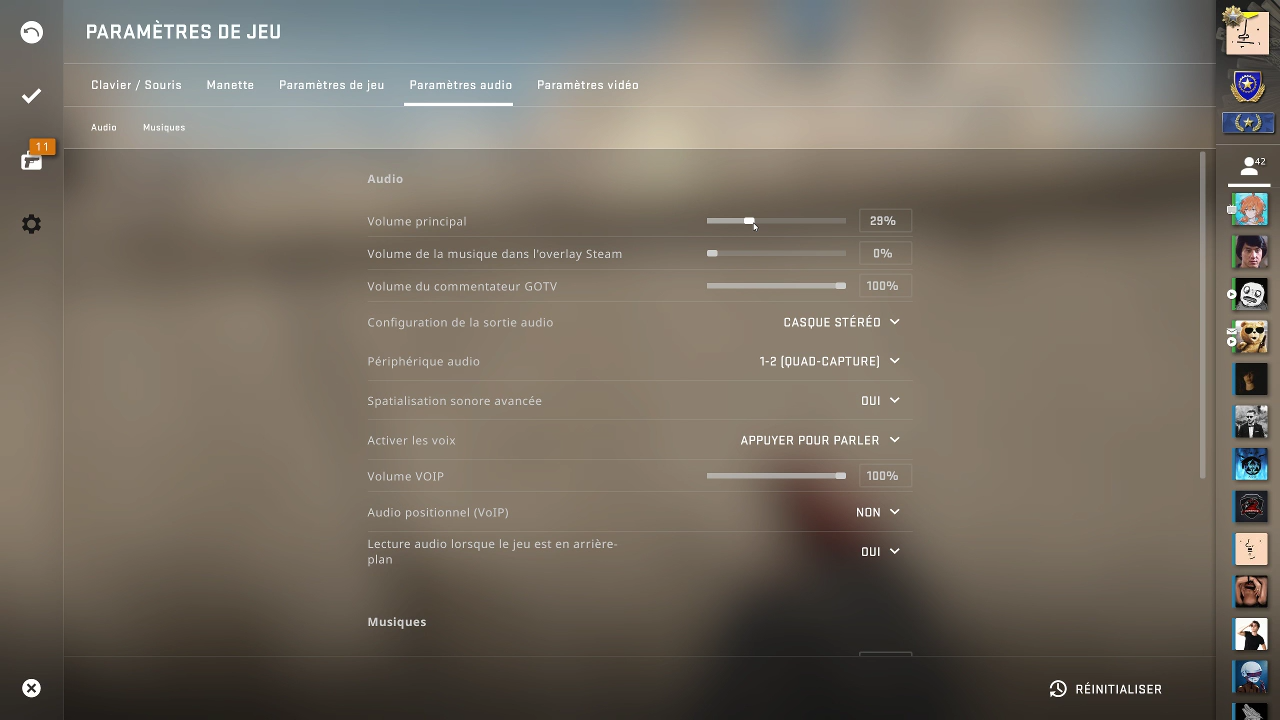 PARAMÈTRES DE JEU
Clavier / Souris
Manette
Paramètres de jeu
Paramètres audio
Paramètres vidéo
Audio
Musiques
11
42
Audio
Volume principal
29%
Volume de la musique dans l'overlay Steam
0%
Volume du commentateur GOTV
100%
Configuration de la sortie audio
CASQUE STÉRÉO
Périphérique audio
1-2 (QUAD-CAPTURE)
Spatialisation sonore avancée
OUI
Activer les voix
APPUYER POUR PARLER
Volume VOIP
100%
Audio positionnel (VoIP)
NON
Lecture audio lorsque le jeu est en arrière-
plan
OUI
Musiques
RÉINITIALISER